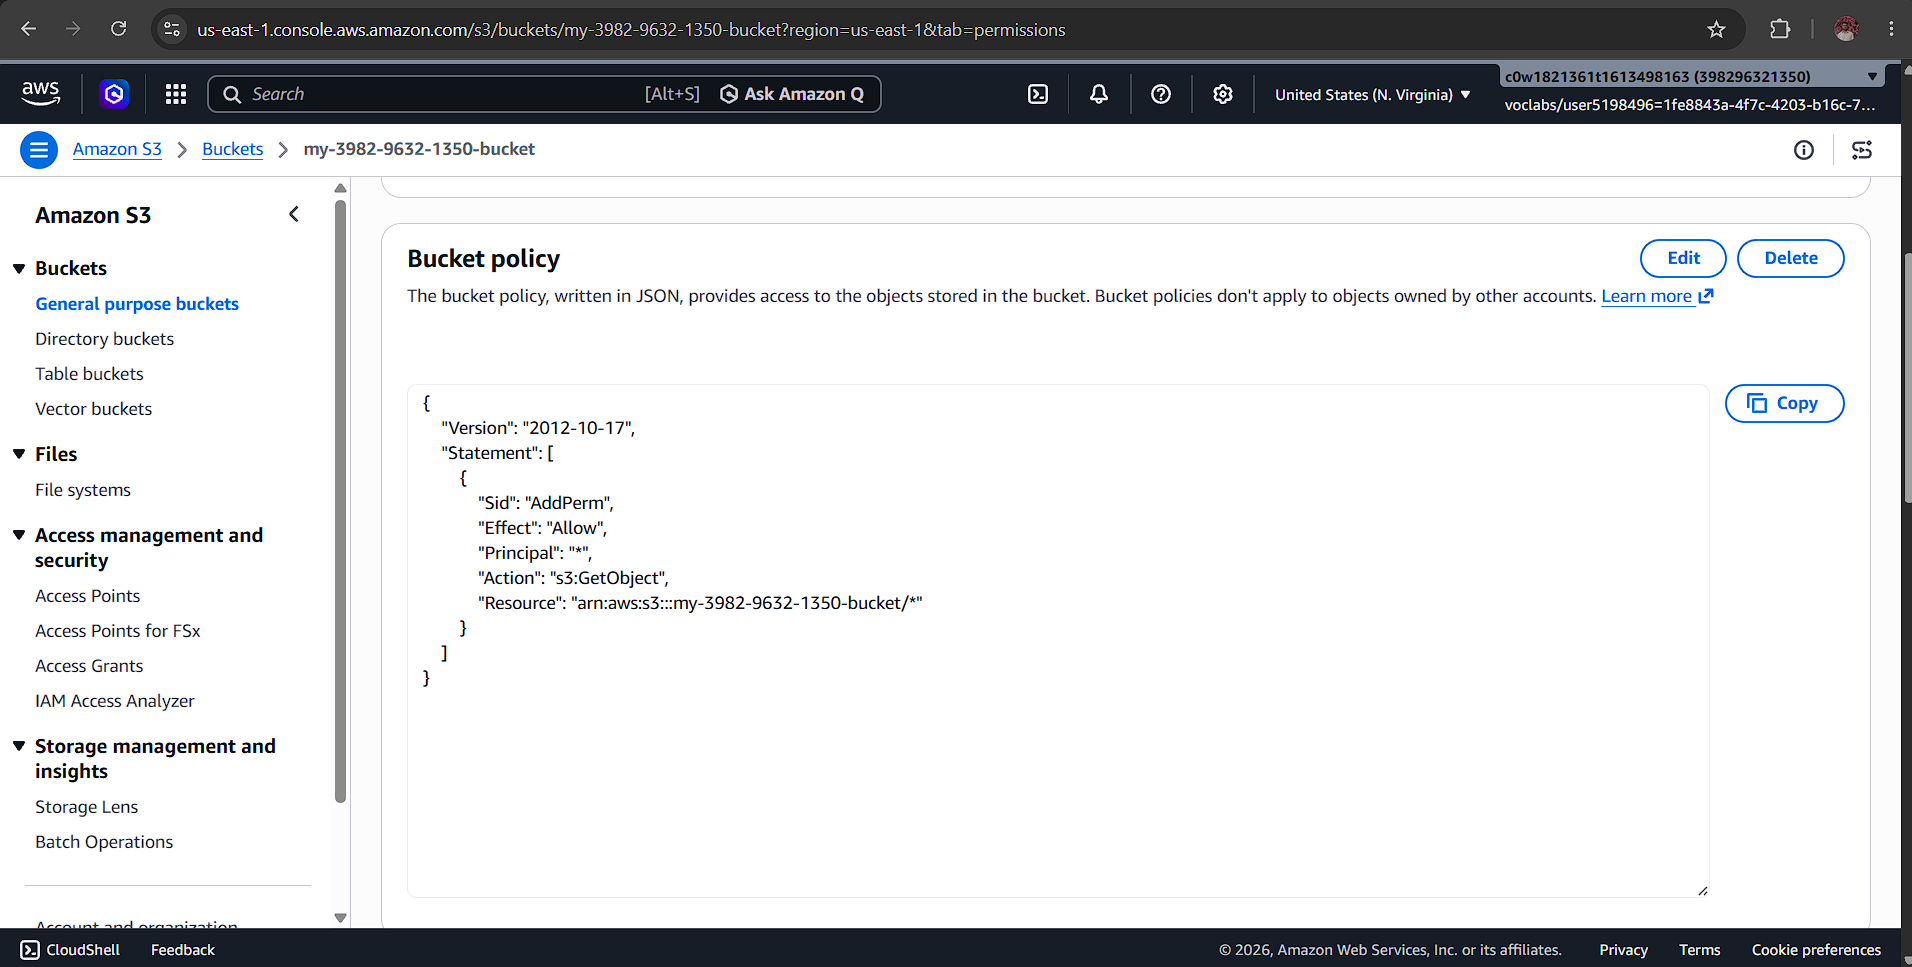 us-east-1.console.aws.amazon.com/s3/buckets/my-3982-9632-1350-bucket?region=us-east-1&tab=permissions
aws
Search [Alt+S] Ask Amazon Q
United States (N. Virginia)
c0w1821361t1613498163 (398296321350)
voclabs/user5198496=1fe8843a-4f7c-4203-b16c-7...
Amazon S3 Buckets my-3982-9632-1350-bucket
Amazon S3
Buckets
General purpose buckets
Directory buckets
Table buckets
Vector buckets
Files
File systems
Access management and
security
Access Points
Access Points for FSx
Access Grants
IAM Access Analyzer
Storage management and
insights
Storage Lens
Batch Operations
Account and organization
Bucket policy
Edit
Delete
The bucket policy, written in JSON, provides access to the objects stored in the bucket. Bucket policies don't apply to objects owned by other accounts. Learn more
Copy
{
"Version": "2012-10-17",
"Statement": [
{
"Sid": "AddPerm",
"Effect": "Allow",
"Principal": "*",
"Action": "s3:GetObject",
"Resource": "arn:aws:s3:::my-3982-9632-1350-bucket/*"
}
]
}
CloudShell Feedback © 2026, Amazon Web Services, Inc. or its affiliates. Privacy Terms Cookie preferences